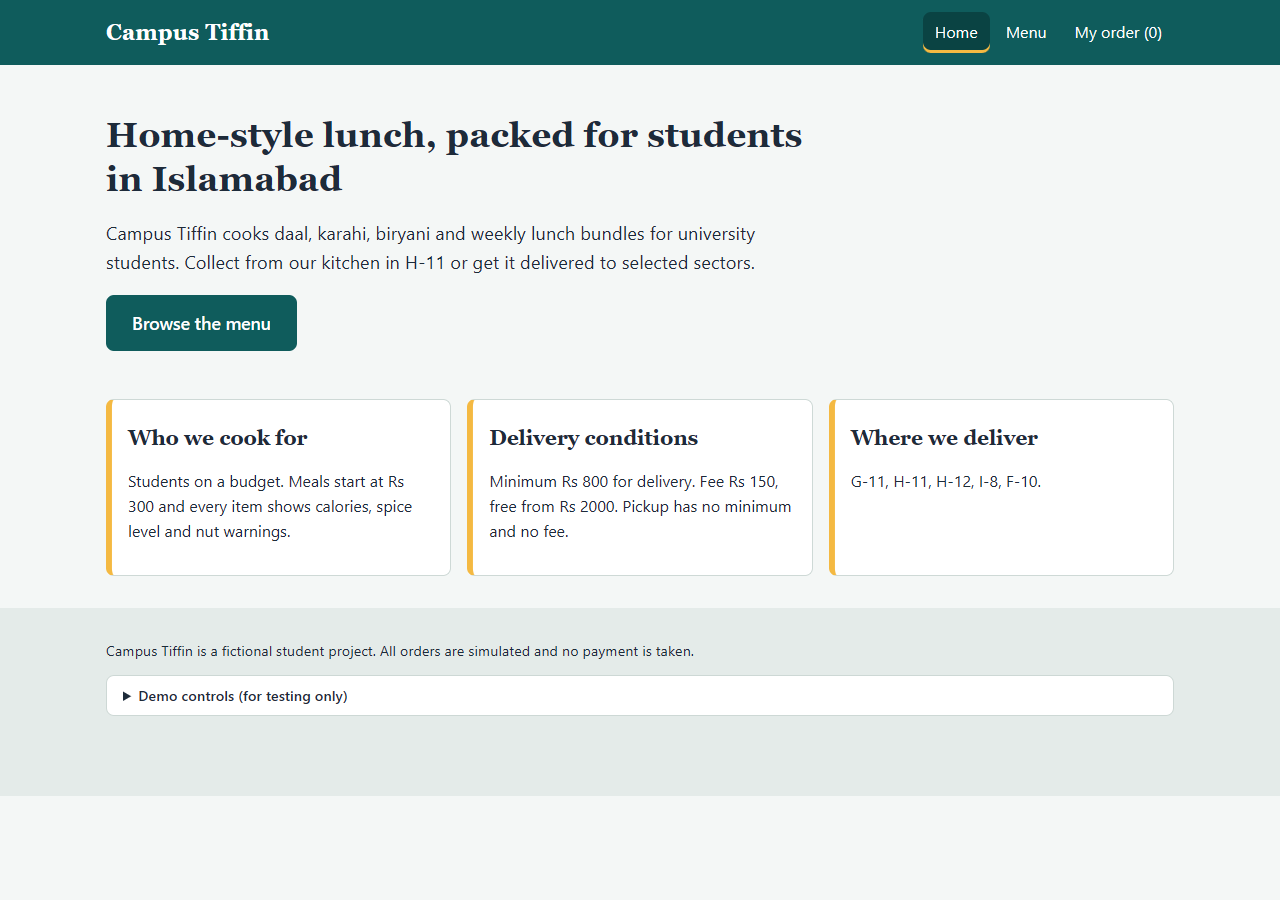 Campus Tiffin
Home Menu My order (0)
Home-style lunch, packed for students
in Islamabad
Campus Tiffin cooks daal, karahi, biryani and weekly lunch bundles for university
students. Collect from our kitchen in H-11 or get it delivered to selected sectors.
Browse the menu
Who we cook for
Students on a budget. Meals start at Rs
300 and every item shows calories, spice
level and nut warnings.
Delivery conditions
Minimum Rs 800 for delivery. Fee Rs 150,
free from Rs 2000. Pickup has no minimum
and no fee.
Where we deliver
G-11, H-11, H-12, I-8, F-10.
Campus Tiffin is a fictional student project. All orders are simulated and no payment is taken.
Demo controls (for testing only)